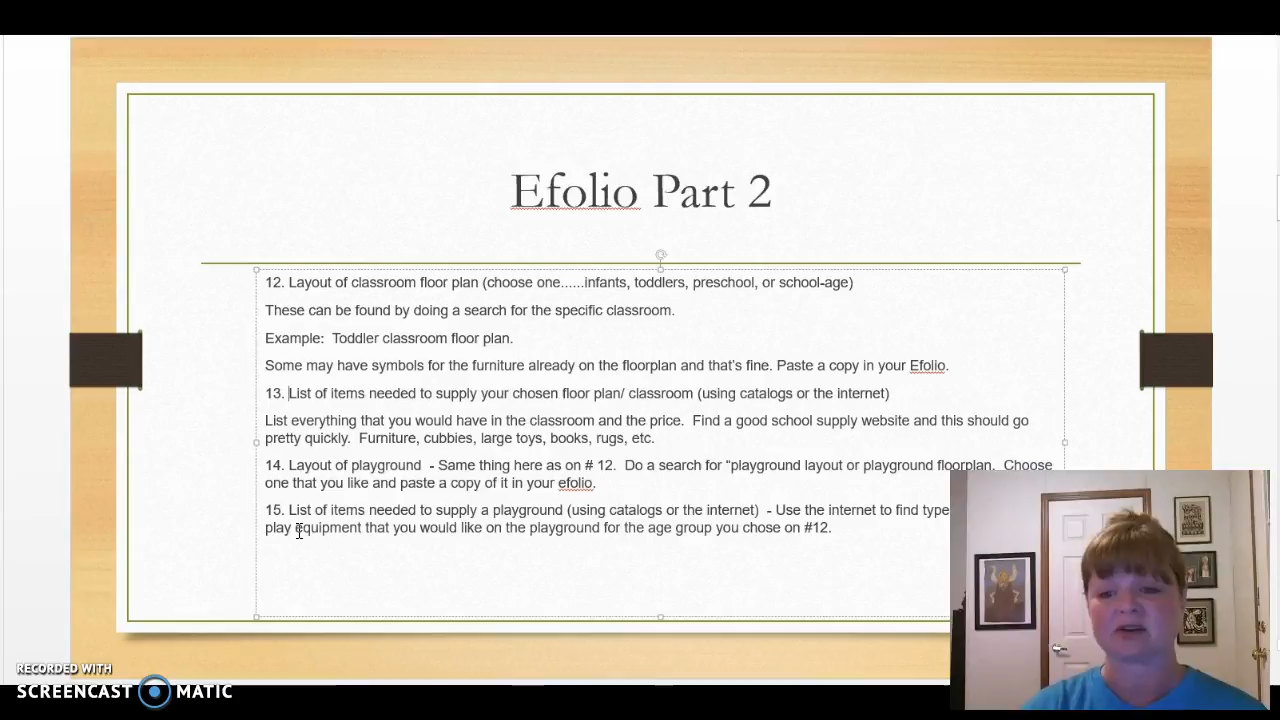 Efolio Part 2
12. Layout of classroom floor plan (choose one......infants, toddlers, preschool, or school-age)
These can be found by doing a search for the specific classroom.
Example:  Toddler classroom floor plan.
Some may have symbols for the furniture already on the floorplan and that's fine. Paste a copy in your Efolio.
13. List of items needed to supply your chosen floor plan/ classroom (using catalogs or the internet)
List everything that you would have in the classroom and the price.  Find a good school supply website and this should go
pretty quickly.  Furniture, cubbies, large toys, books, rugs, etc.
14. Layout of playground  - Same thing here as on # 12.  Do a search for “playground layout or playground floorplan.  Choose
one that you like and paste a copy of it in your efolio.
15. List of items needed to supply a playground (using catalogs or the internet)  - Use the internet to find type
play equipment that you would like on the playground for the age group you chose on #12.
RECORDED WITH
SCREENCAST MATIC